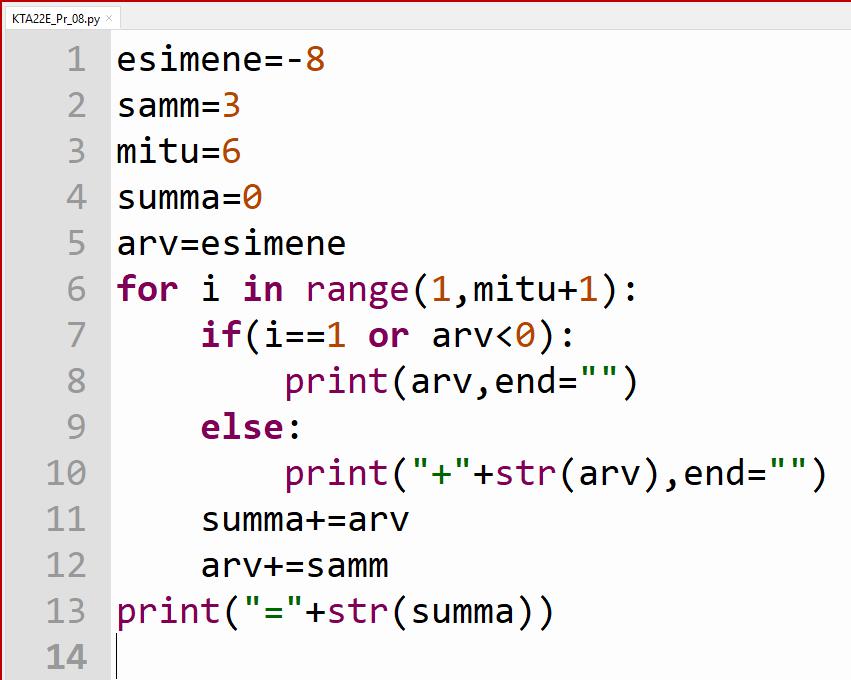 KTA22E_Pr_08.py ×
1 esimene=-8
2 samm=3
3 mitu=6
4 summa=0
5 arv=esimene
6 for i in range(1,mitu+1):
7     if(i==1 or arv<0):
8         print(arv,end="")
9     else:
10         print("+"+str(arv),end="")
11     summa+=arv
12     arv+=samm
13 print("="+str(summa))
14